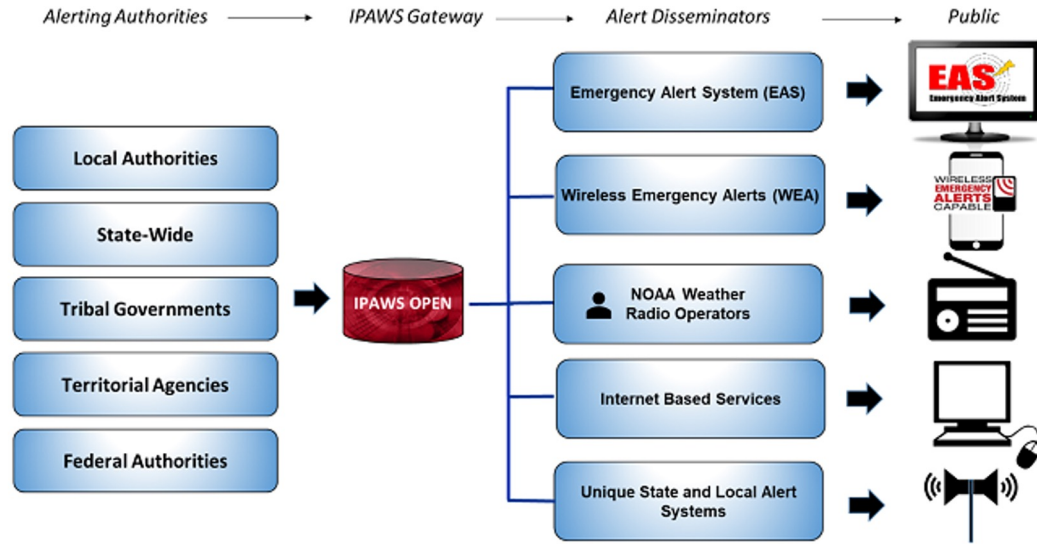 Alerting Authorities
IPAWS Gateway
Alert Disseminators
Public
Local Authorities
State-Wide
Tribal Governments
Territorial Agencies
Federal Authorities
IPAWS OPEN
Emergency Alert System (EAS)
Wireless Emergency Alerts (WEA)
NOAA Weather
Radio Operators
Internet Based Services
Unique State and Local Alert
Systems
EAS
Emergency Alert System
WIRELESS
EMERGENCY
ALERTS
CAPABLE